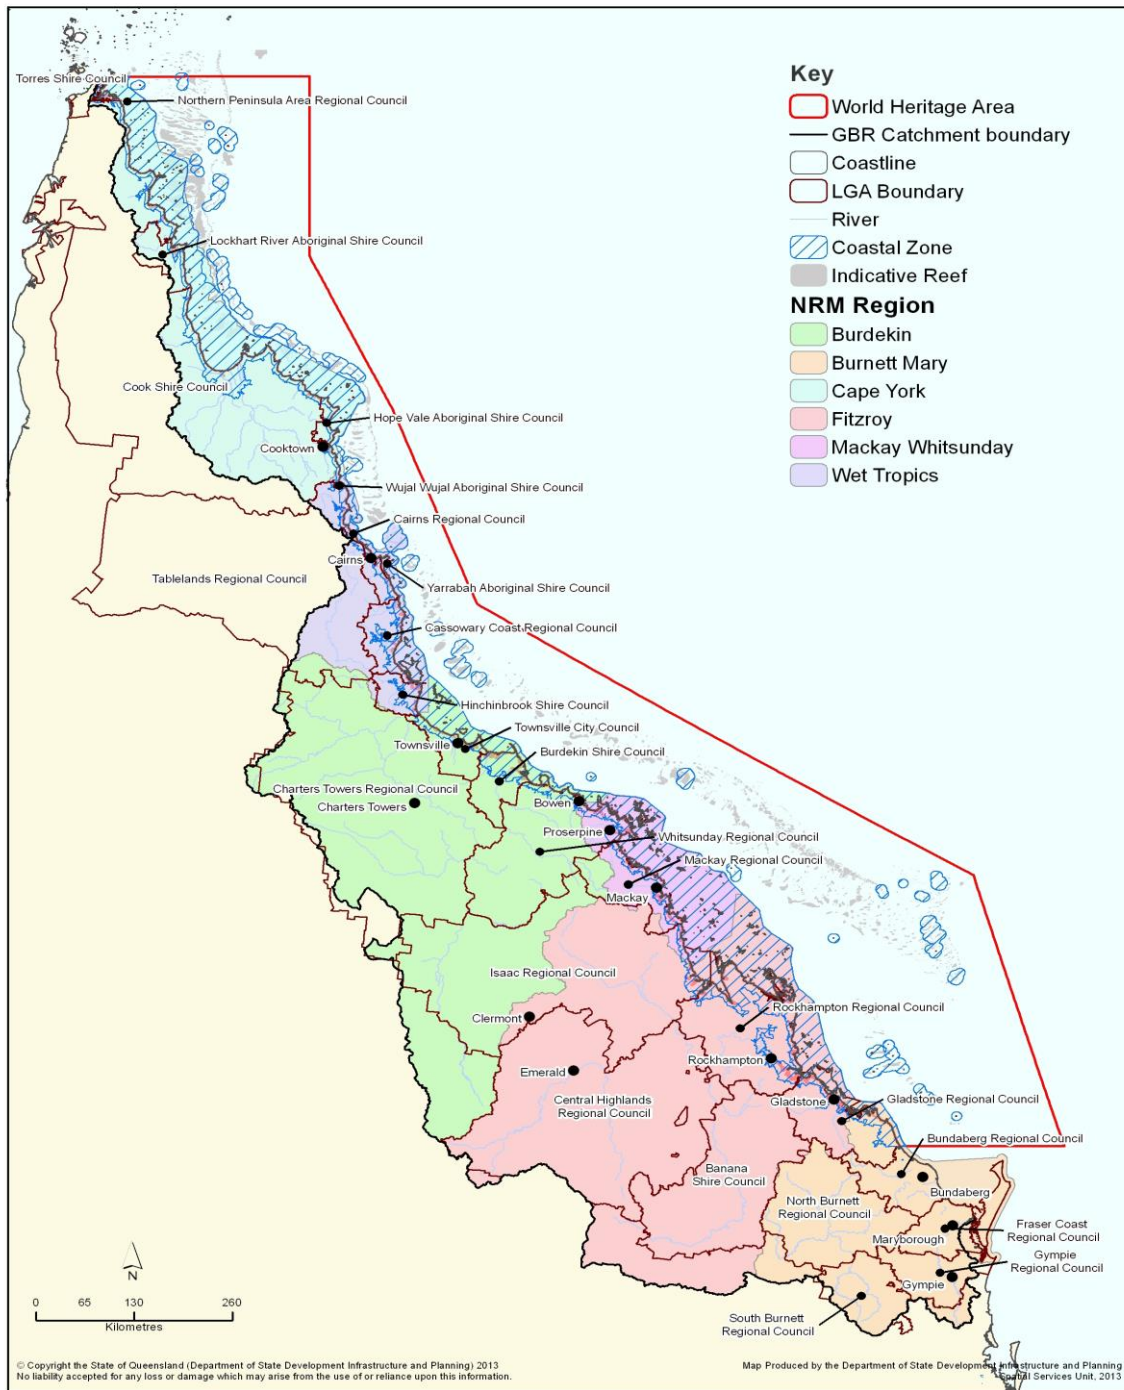 Torres Shire Council
Northern Peninsula Area Regional Council
Lockhart River Aboriginal Shire Council
Cook Shire Council
Hope Vale Aboriginal Shire Council
Cooktown
Wujal Wujal Aboriginal Shire Council
Cairns Regional Council
Cairns
Tablelands Regional Council
Yarrabah Aboriginal Shire Council
Cassowary Coast Regional Council
Hinchinbrook Shire Council
Townsville City Council
Townsville
Burdekin Shire Council
Charters Towers Regional Council
Charters Towers
Bowen
Proserpine
Whitsunday Regional Council
Mackay Regional Council
Mackay
Isaac Regional Council
Clermont
Rockhampton Regional Council
Rockhampton
Emerald
Central Highlands
Regional Council
Gladstone
Gladstone Regional Council
Bundaberg Regional Council
Banana
Shire Council
Bundaberg
North Burnett
Regional Council
Maryborough
Fraser Coast
Regional Council
Gympie
Regional Council
Gympie
South Burnett
Regional Council
Key
World Heritage Area
GBR Catchment boundary
Coastline
LGA Boundary
River
Coastal Zone
Indicative Reef
NRM Region
Burdekin
Burnett Mary
Cape York
Fitzroy
Mackay Whitsunday
Wet Tropics
N
0 65 130 260
Kilometres
© Copyright the State of Queensland (Department of State Development Infrastructure and Planning) 2013
No liability accepted for any loss or damage which may arise from the use of or reliance upon this information.
Map Produced by the Department of State Development Infrastructure and Planning
Spatial Services Unit, 2013